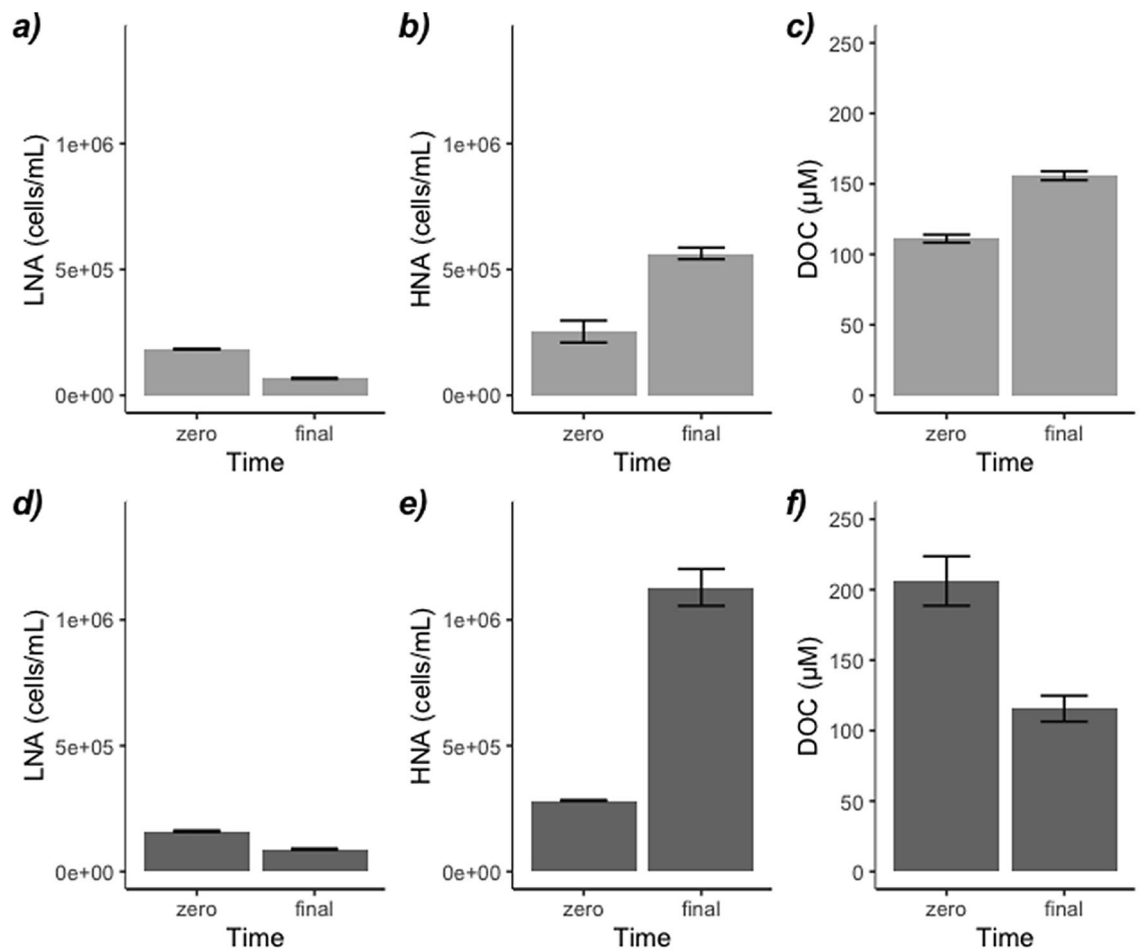 a)
LNA (cells/mL)
1e+06
5e+05
0e+00
zero final
Time
b)
HNA (cells/mL)
1e+06
5e+05
0e+00
zero final
Time
c)
DOC (µM)
250
200
150
100
50
0
zero final
Time
d)
LNA (cells/mL)
1e+06
5e+05
0e+00
zero final
Time
e)
HNA (cells/mL)
1e+06
5e+05
0e+00
zero final
Time
f)
DOC (µM)
250
200
150
100
50
0
zero final
Time